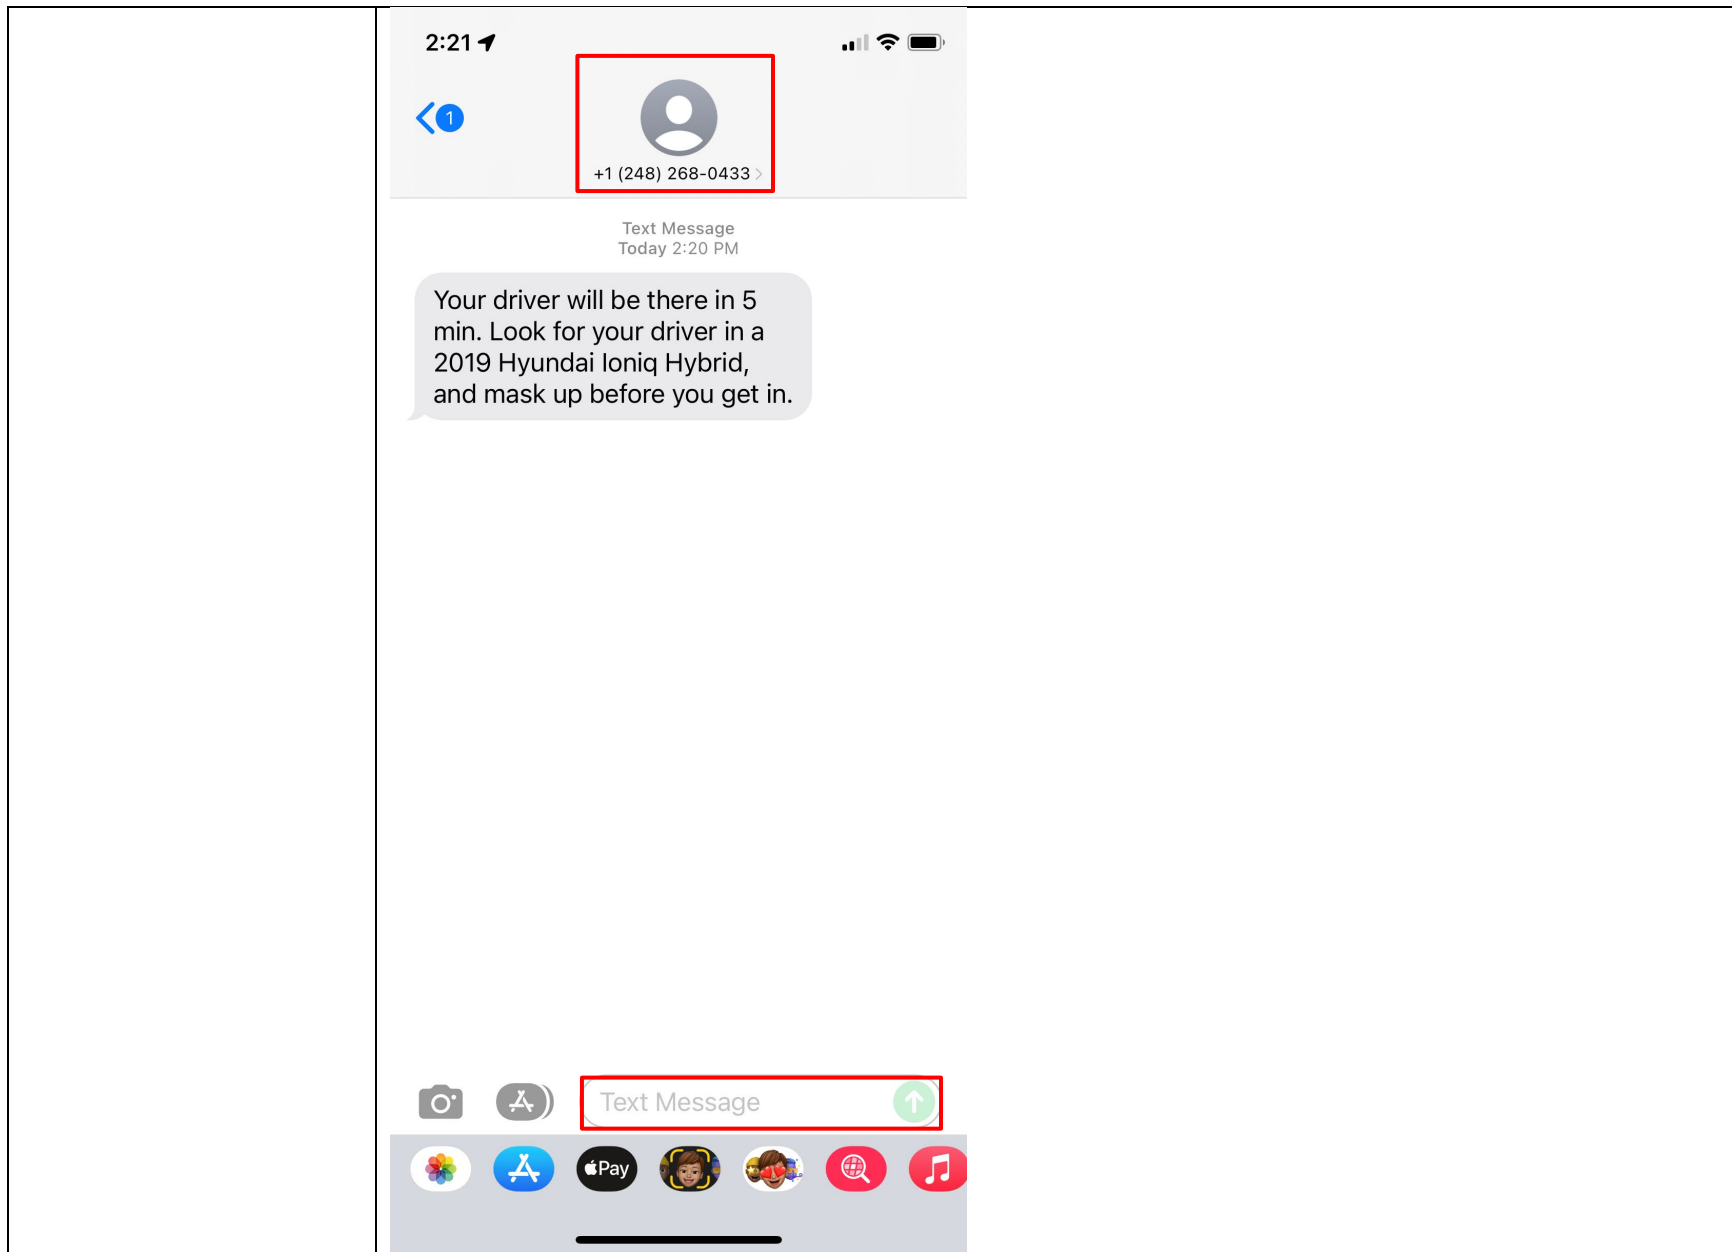 2:21
1
+1 (248) 268-0433
Text Message
Today 2:20 PM
Your driver will be there in 5
min. Look for your driver in a
2019 Hyundai Ioniq Hybrid,
and mask up before you get in.
Text Message
Pay